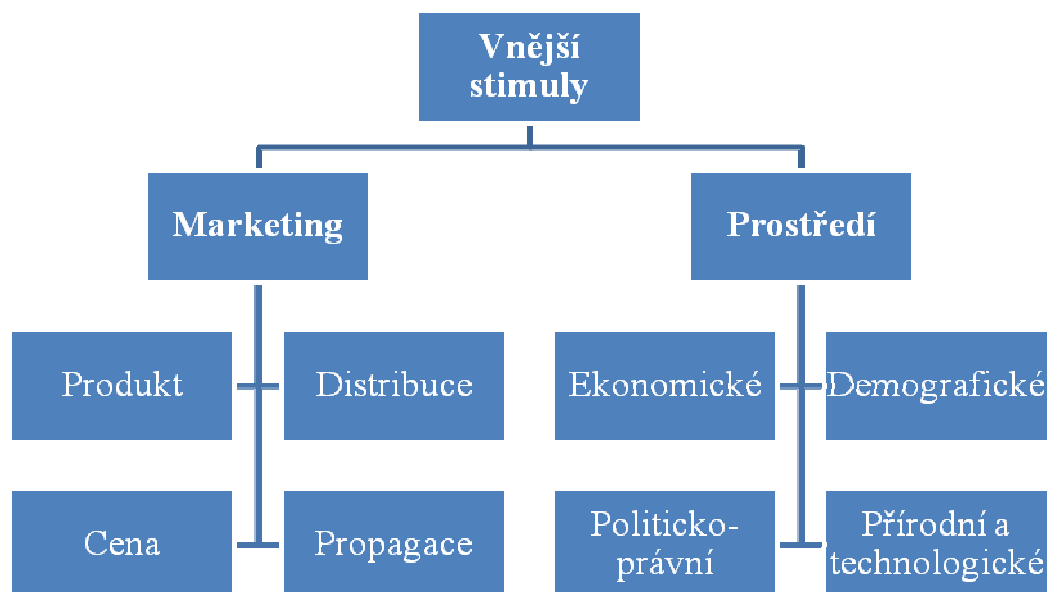 Vnější
stimuly
Marketing
Prostředí
Produkt
Distribuce
Ekonomické
Demografické
Cena
Propagace
Politicko-
právní
Přírodní a
technologické